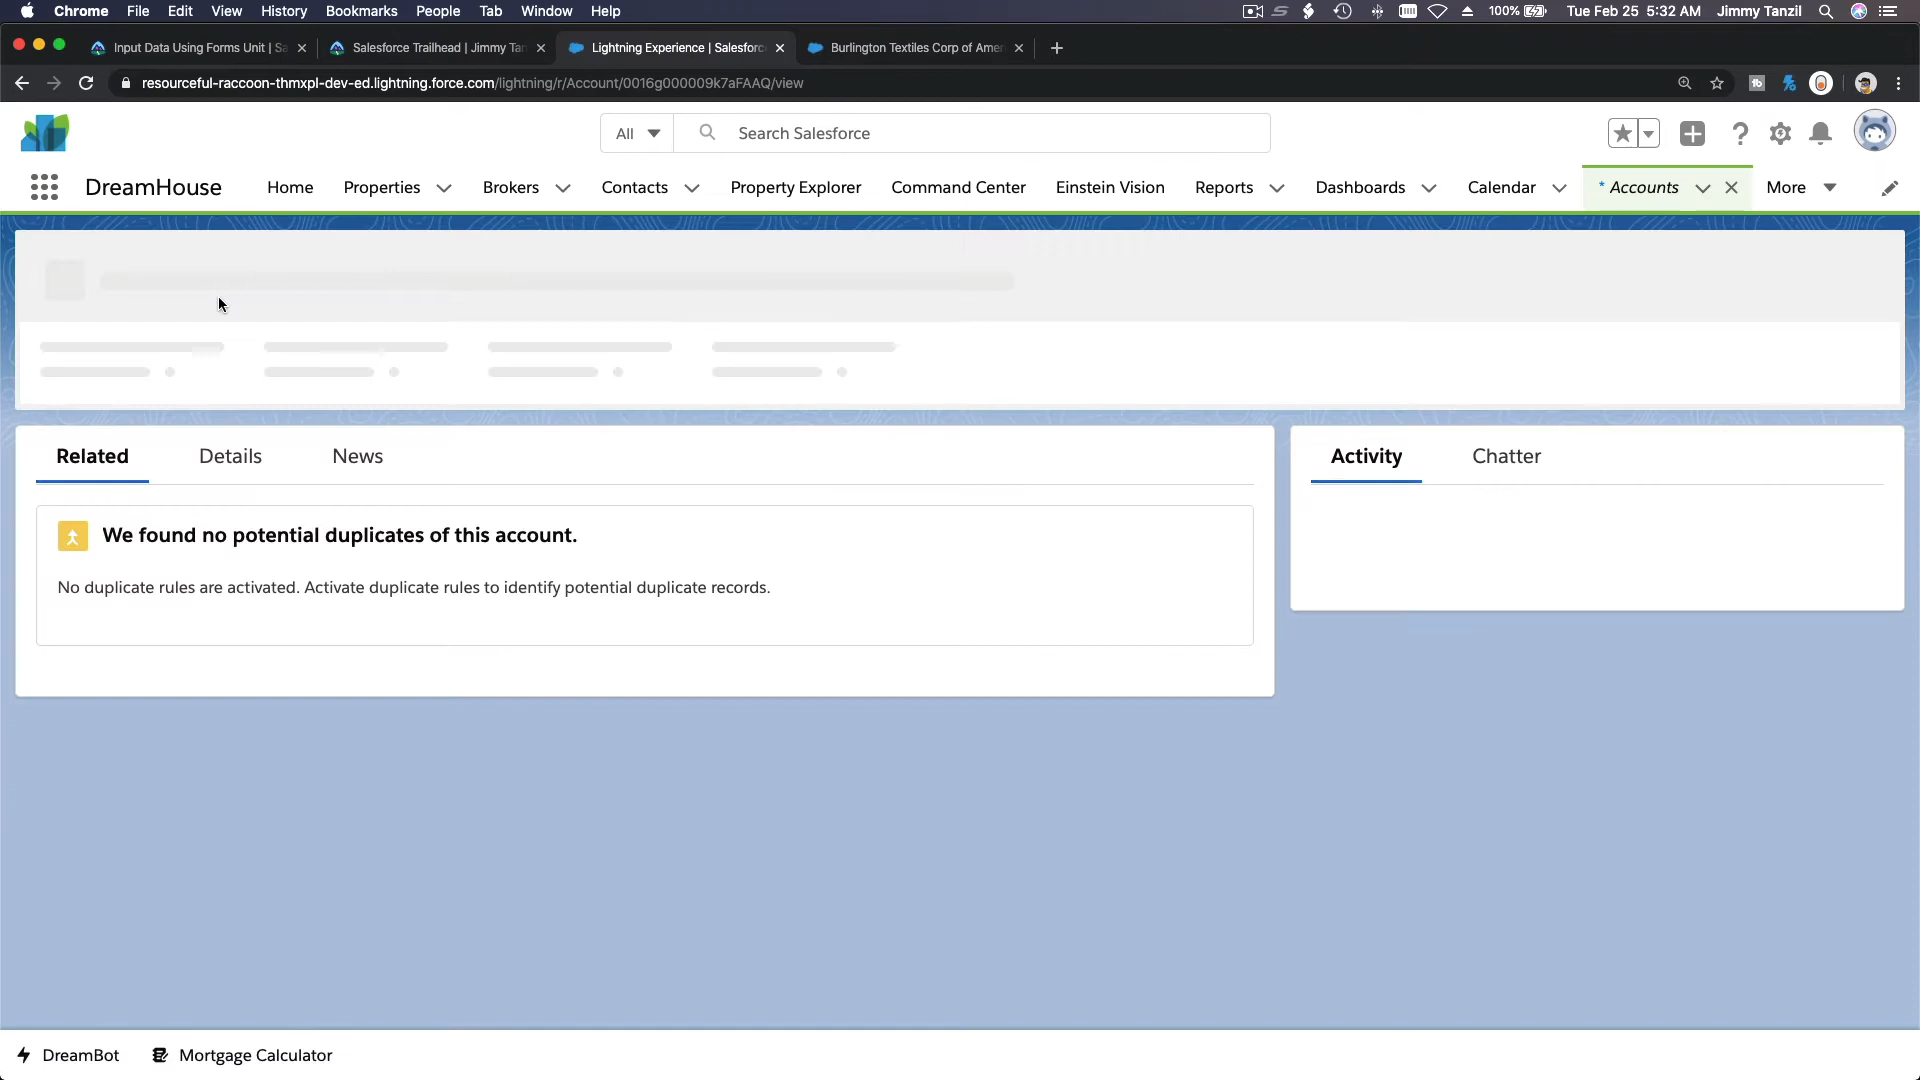 Chrome File Edit View History Bookmarks People Tab Window Help 100% Tue Feb 25 5:32 AM Jimmy Tanzil
Input Data Using Forms Unit | Sa Salesforce Trailhead | Jimmy Tan Lightning Experience | Salesforc Burlington Textiles Corp of Amer
resourceful-raccoon-thmxpl-dev-ed.lightning.force.com/lightning/r/Account/0016g000009k7aFAAQ/view
All Search Salesforce
DreamHouse Home Properties Brokers Contacts Property Explorer Command Center Einstein Vision Reports Dashboards Calendar * Accounts More
Related Details News
Activity Chatter
We found no potential duplicates of this account.
No duplicate rules are activated. Activate duplicate rules to identify potential duplicate records.
DreamBot Mortgage Calculator